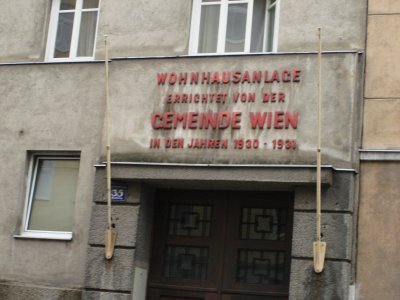 WOHNHAUSANLAGE
ERRICHTET VON DER
GEMEINDE WIEN
IN DEN JAHREN 1930 - 1931
35